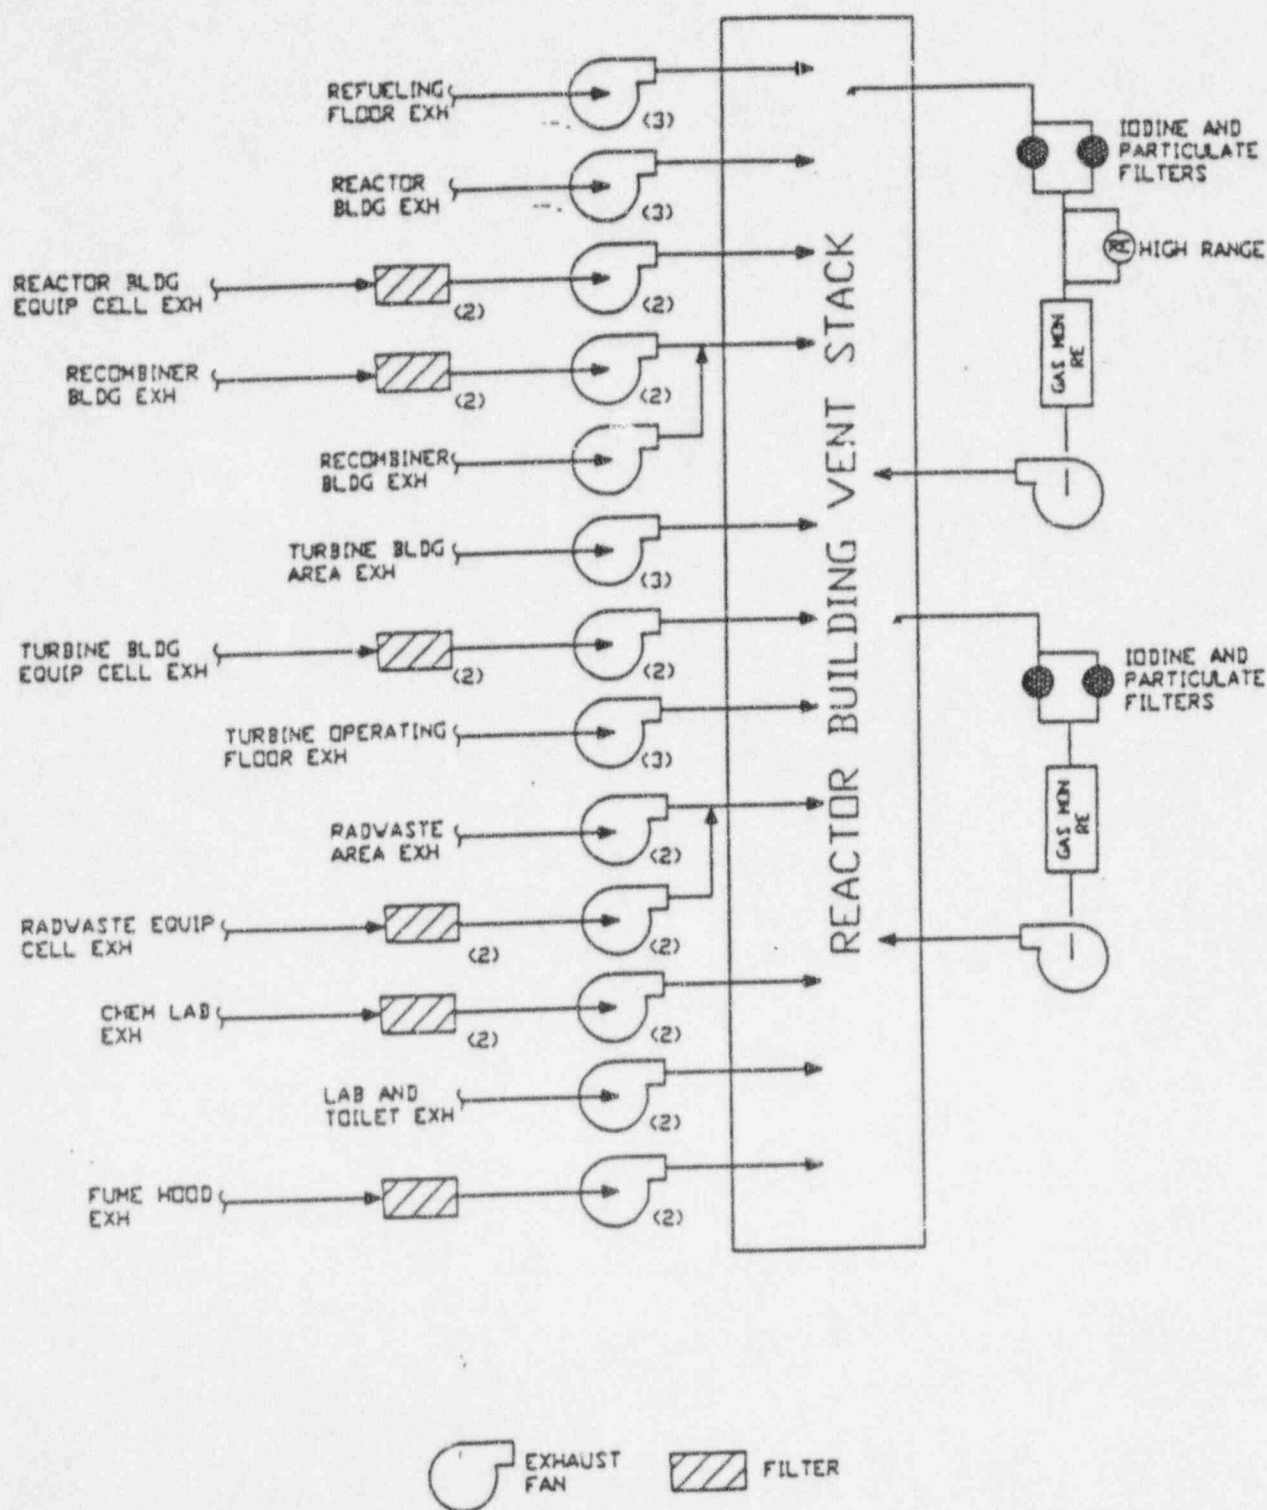 REFUELING
FLOOR EXH
(3)
REACTOR
BLDG EXH
(3)
REACTOR BLDG
EQUIP CELL EXH
(2)
(2)
RECOMBINER
BLDG EXH
(2)
(2)
RECOMBINER
BLDG EXH
TURBINE BLDG
AREA EXH
(3)
TURBINE BLDG
EQUIP CELL EXH
(2)
(2)
TURBINE OPERATING
FLOOR EXH
(3)
RADWASTE
AREA EXH
(2)
RADWASTE EQUIP
CELL EXH
(2)
(2)
CHEM LAB
EXH
(2)
(2)
LAB AND
TOILET EXH
(2)
FUME HOOD
EXH
(2)
REACTOR BUILDING VENT STACK
IODINE AND
PARTICULATE
FILTERS
RE
HIGH RANGE
GAS MON
RE
IODINE AND
PARTICULATE
FILTERS
GAS MON
RE
EXHAUST
FAN
FILTER